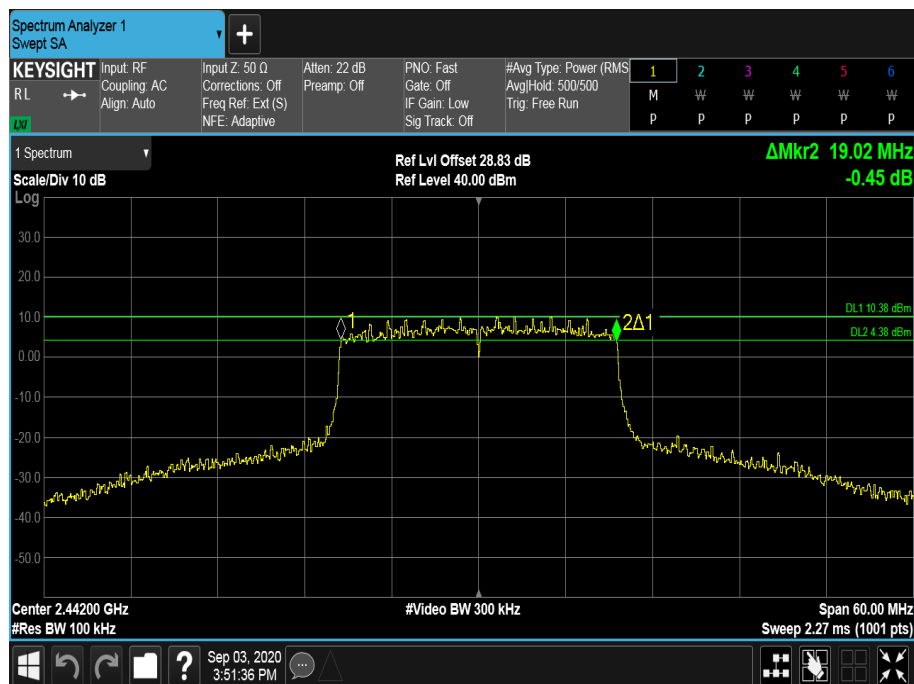 Spectrum Analyzer 1
Swept SA
+
KEYSIGHT
RL
LXI
Input: RF
Coupling: AC
Align: Auto
Input Z: 50 Ω
Corrections: Off
Freq Ref: Ext (S)
NFE: Adaptive
Atten: 22 dB
Preamp: Off
PNO: Fast
Gate: Off
IF Gain: Low
Sig Track: Off
#Avg Type: Power (RMS
Avg|Hold: 500/500
Trig: Free Run
1 2 3 4 5 6
M W W W W W
P P P P P P
1 Spectrum
Scale/Div 10 dB
Ref Lvl Offset 28.83 dB
Ref Level 40.00 dBm
ΔMkr2 19.02 MHz
-0.45 dB
Log
30.0
20.0
10.0
0.00
-10.0
-20.0
-30.0
-40.0
-50.0
DL1 10.38 dBm
1
2Δ1
DL2 4.38 dBm
Center 2.44200 GHz
#Video BW 300 kHz
Span 60.00 MHz
#Res BW 100 kHz
Sweep 2.27 ms (1001 pts)
?
Sep 03, 2020
3:51:36 PM